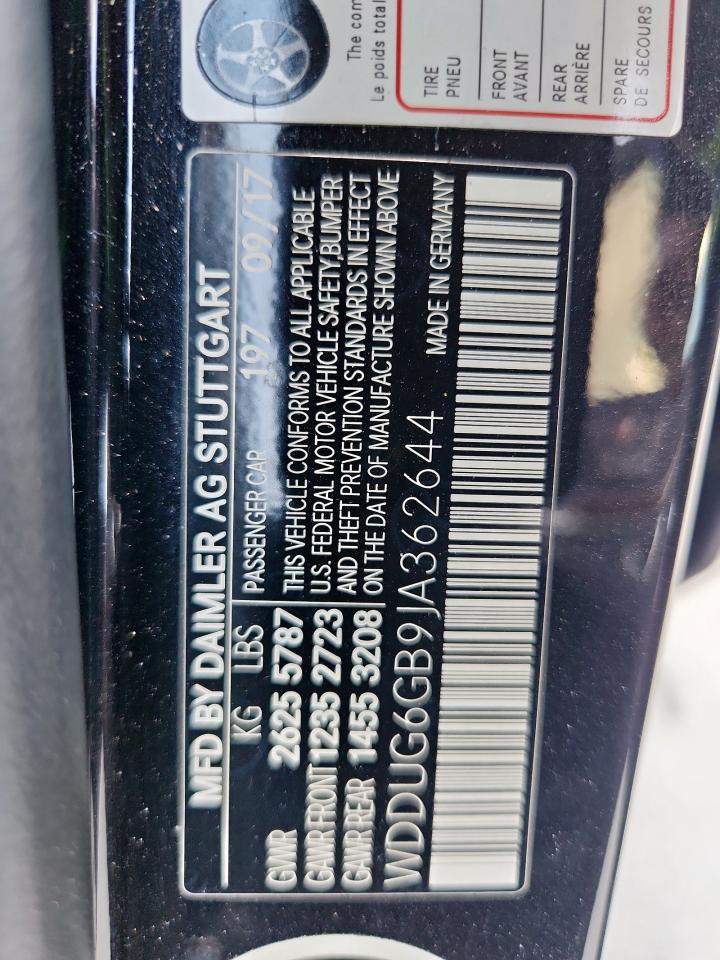 The com
Le poids total
TIRE
PNEU
FRONT
AVANT
REAR
ARRIÈRE
SPARE
DE SECOURS
MFD BY DAIMLER AG STUTTGART
KG LBS PASSENGER CAR 197 09/17
GVWR 2625 5787
GAWR FRONT 1235 2723
GAWR REAR 1455 3208
THIS VEHICLE CONFORMS TO ALL APPLICABLE
U.S. FEDERAL MOTOR VEHICLE SAFETY,BUMPER
AND THEFT PREVENTION STANDARDS IN EFFECT
ON THE DATE OF MANUFACTURE SHOWN ABOVE
WDDUG6GB9JA362644 MADE IN GERMANY